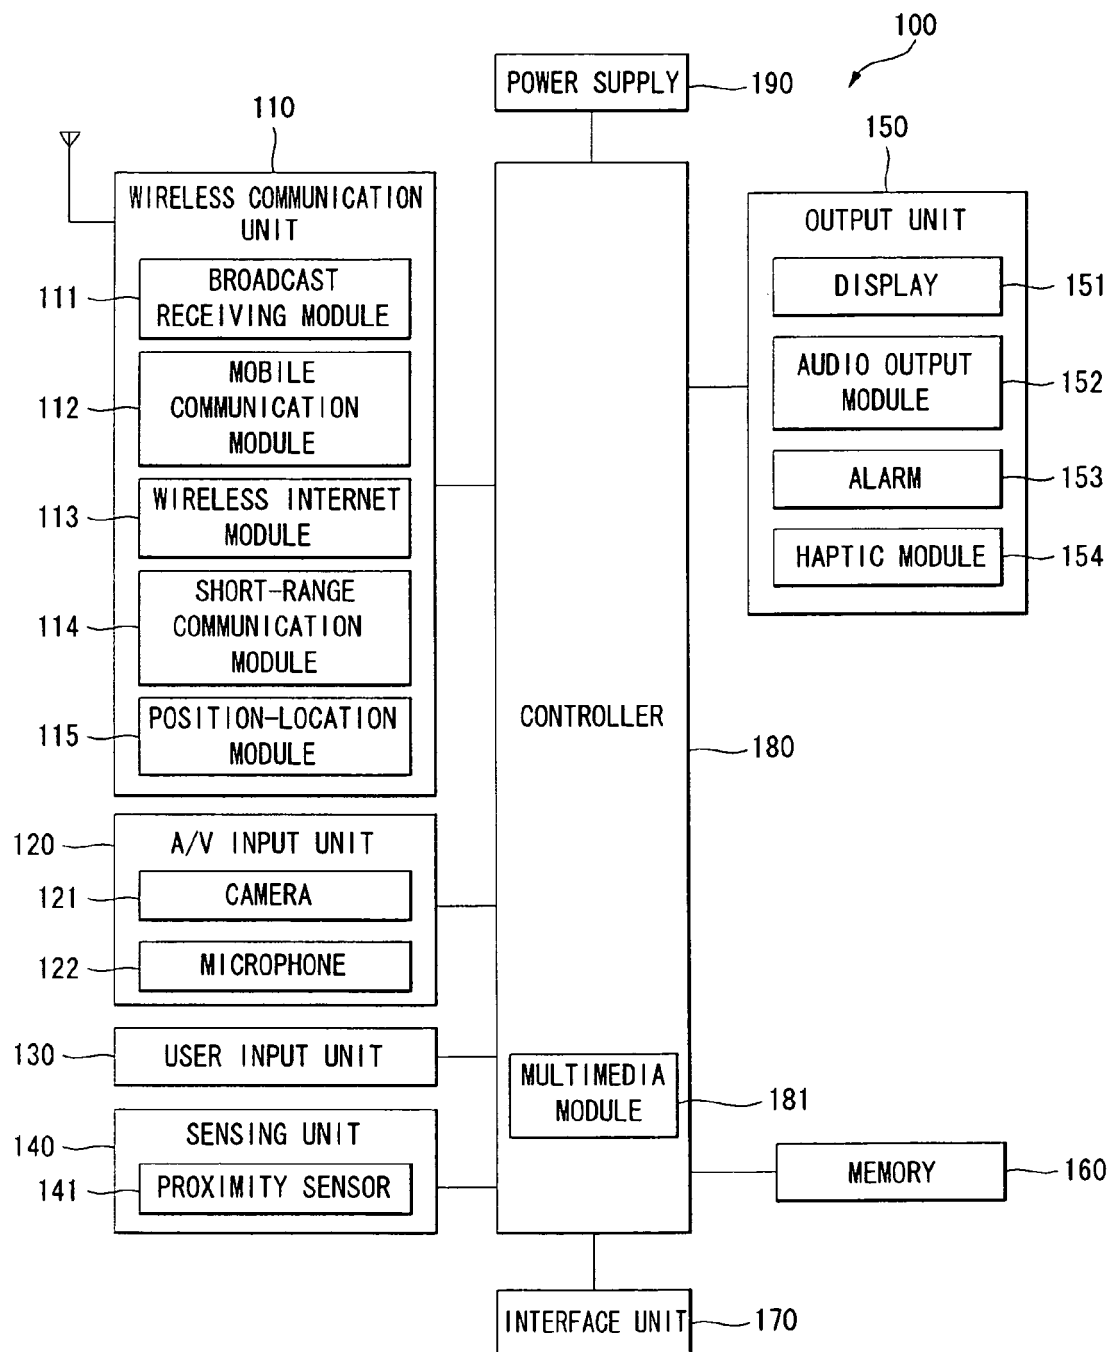 100
POWER SUPPLY
190
110
WIRELESS COMMUNICATION
UNIT
BROADCAST
RECEIVING MODULE
111
MOBILE
COMMUNICATION
MODULE
112
WIRELESS INTERNET
MODULE
113
SHORT-RANGE
COMMUNICATION
MODULE
114
POSITION-LOCATION
MODULE
115
120
A/V INPUT UNIT
121
CAMERA
122
MICROPHONE
130
USER INPUT UNIT
140
SENSING UNIT
141
PROXIMITY SENSOR
CONTROLLER
180
MULTIMEDIA
MODULE
181
150
OUTPUT UNIT
DISPLAY
151
AUDIO OUTPUT
MODULE
152
ALARM
153
HAPTIC MODULE
154
MEMORY
160
INTERFACE UNIT
170